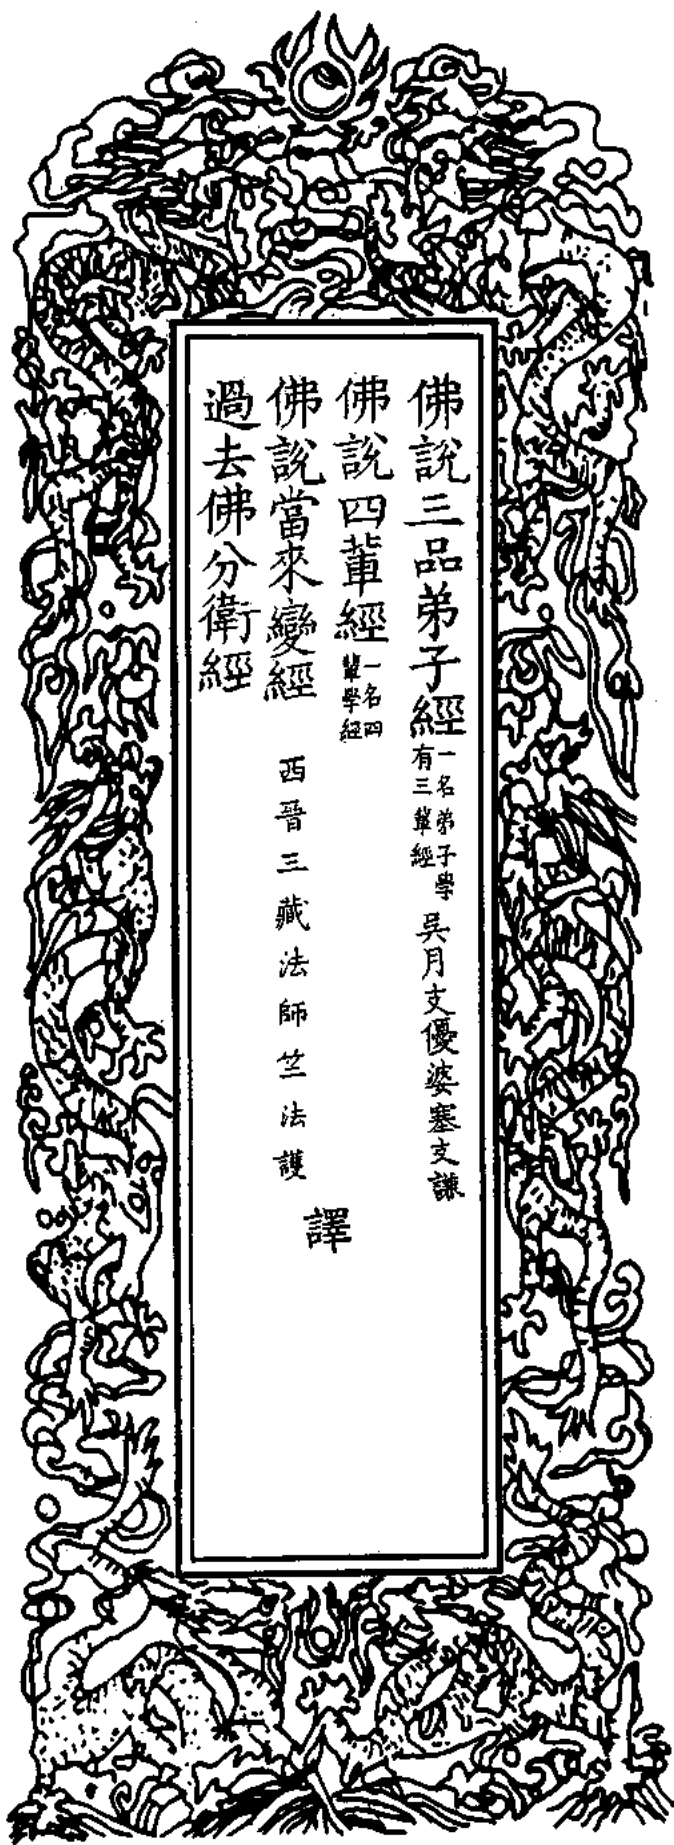 佛說三品弟子經一名弟子學有三輩經 吳月支優婆塞支謙
佛說四輩經一名四輩學經
佛說當來變經 西晉三藏法師竺法護
過去佛分衛經
譯